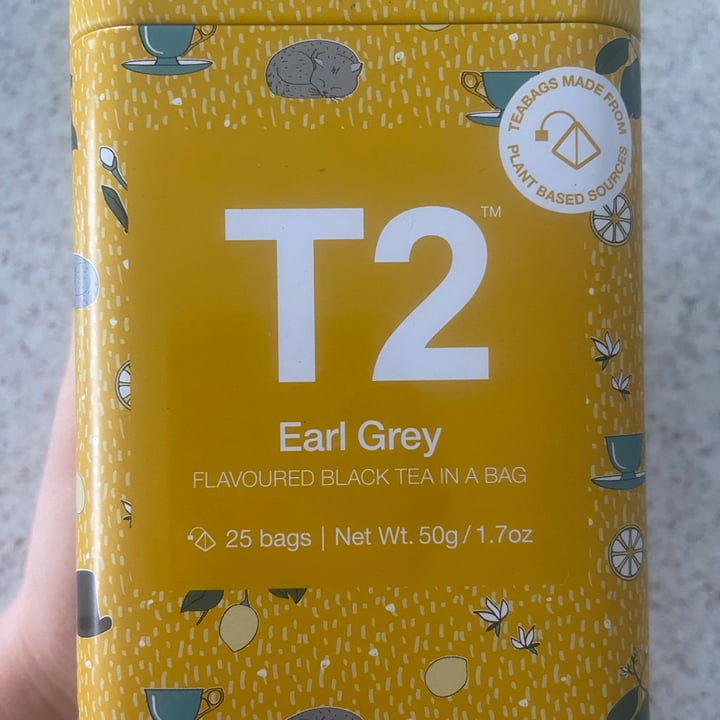 TEABAGS MADE FROM
PLANT BASED SOURCES
T2™
Earl Grey
FLAVOURED BLACK TEA IN A BAG
25 bags | Net Wt. 50g / 1.7oz